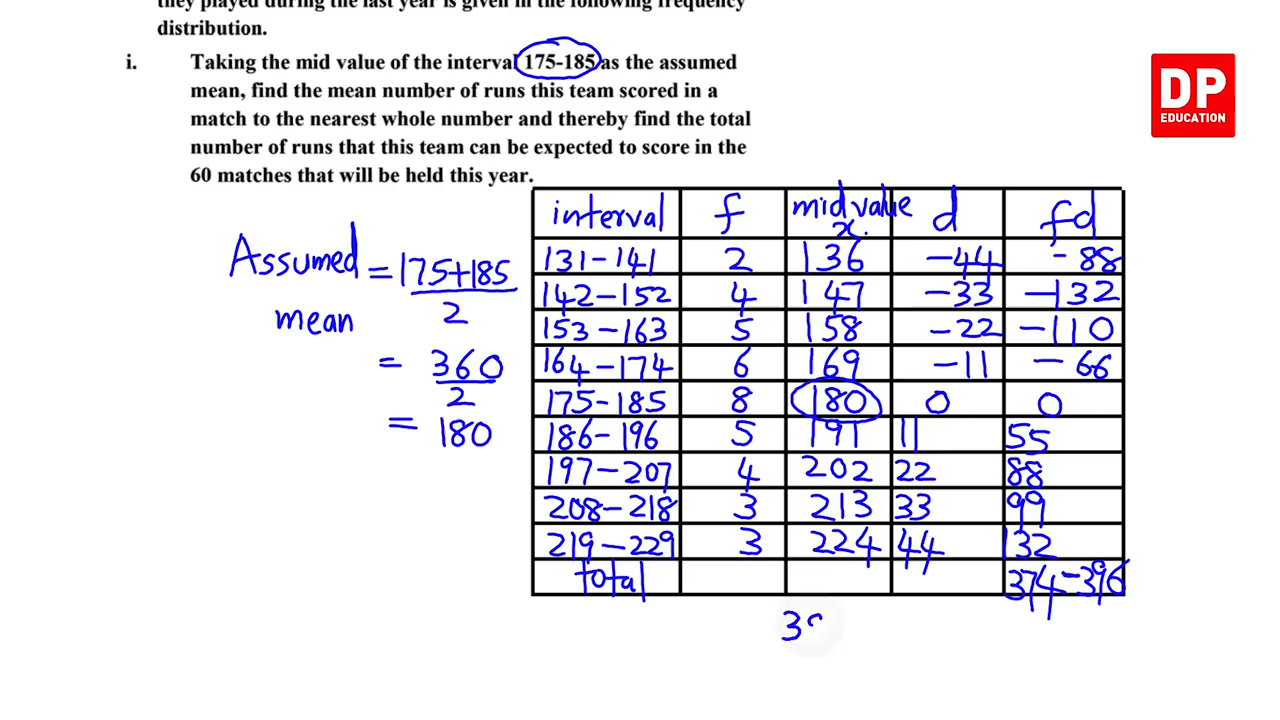 they played during the last year is given in the following frequency
distribution.
i. Taking the mid value of the interval 175-185 as the assumed
mean, find the mean number of runs this team scored in a
match to the nearest whole number and thereby find the total
number of runs that this team can be expected to score in the
60 matches that will be held this year.
DP
EDUCATION
Assumed mean = 175+185
2
= 360
2
= 180
interval f mid value x. d fd
131-141 2 136 -44 -88
142-152 4 147 -33 -132
153-163 5 158 -22 -110
164-174 6 169 -11 -66
175-185 8 180 0 0
186-196 5 191 11 55
197-207 4 202 22 88
208-218 3 213 33 99
219-229 3 224 44 132
total 374-396
3